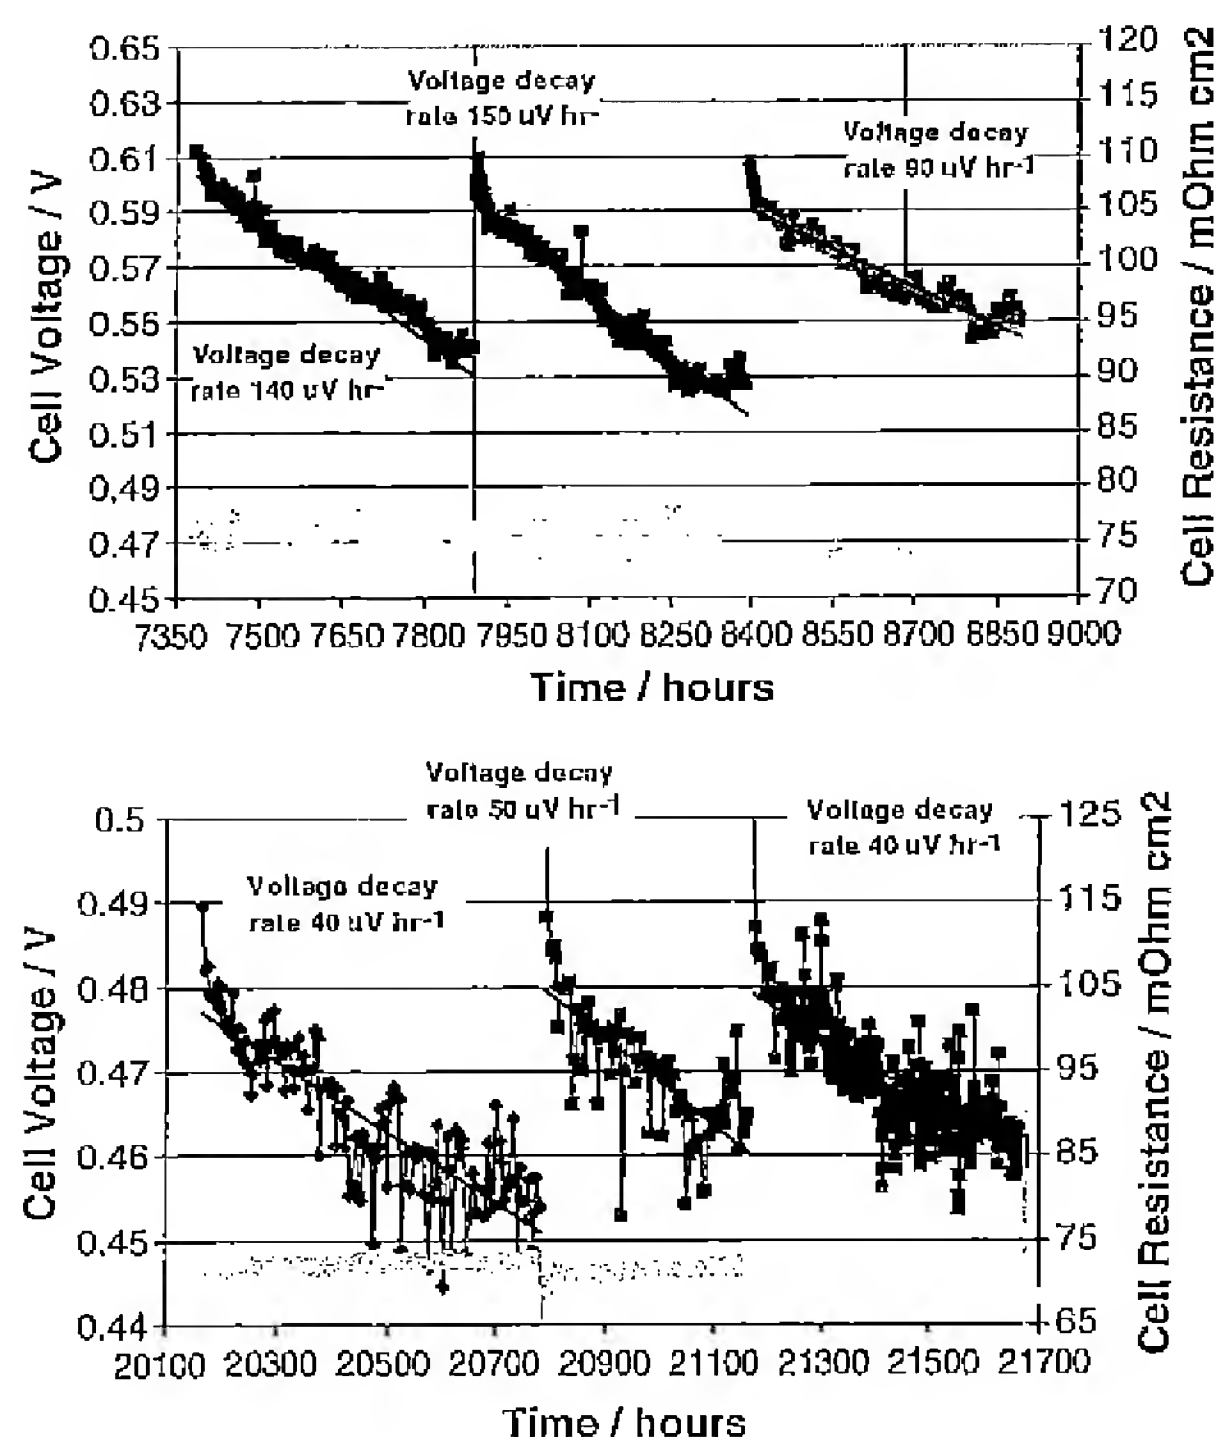 0.65
0.63
0.61
0.59
0.57
0.55
0.53
0.51
0.49
0.47
0.45
Cell Voltage / V
Voltage decay
rate 140 uV hr-
Voltage decay
rate 150 uV hr-
Voltage decay
rate 90 uV hr-1
120
115
110
105
100
95
90
85
80
75
70
Cell Resistance / mOhm cm2
7350 7500 7650 7800 7950 8100 8250 8400 8550 8700 8850 9000
Time / hours
0.5
0.49
0.48
0.47
0.46
0.45
0.44
Cell Voltage / V
Voltage decay
rate 40 uV hr-1
Voltage decay
rate 50 uV hr-1
Voltage decay
rate 40 uV hr-1
125
115
105
95
85
75
65
Cell Resistance / mOhm cm2
20100 20300 20500 20700 20900 21100 21300 21500 21700
Time / hours